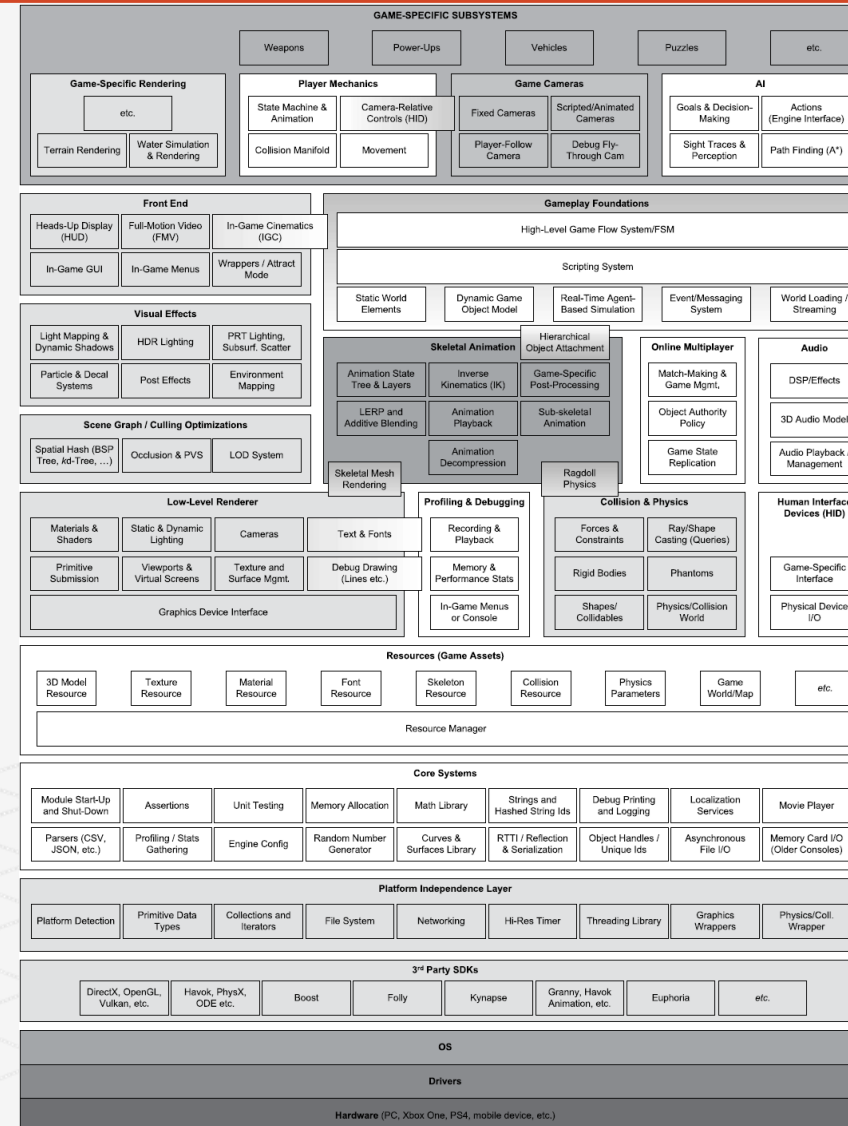 GAME-SPECIFIC SUBSYSTEMS
Weapons
Power-Ups
Vehicles
Puzzles
etc.
Game-Specific Rendering
etc.
Terrain Rendering
Water Simulation
& Rendering
Player Mechanics
State Machine &
Animation
Camera-Relative
Controls (HID)
Collision Manifold
Movement
Game Cameras
Fixed Cameras
Scripted/Animated
Cameras
Player-Follow
Camera
Debug Fly-
Through Cam
AI
Goals & Decision-
Making
Actions
(Engine Interface)
Sight Traces &
Perception
Path Finding (A*)
Front End
Heads-Up Display
(HUD)
Full-Motion Video
(FMV)
In-Game Cinematics
(IGC)
In-Game GUI
In-Game Menus
Wrappers / Attract
Mode
Gameplay Foundations
High-Level Game Flow System/FSM
Scripting System
Static World
Elements
Dynamic Game
Object Model
Real-Time Agent-
Based Simulation
Event/Messaging
System
World Loading /
Streaming
Visual Effects
Light Mapping &
Dynamic Shadows
HDR Lighting
PRT Lighting,
Subsurf. Scatter
Particle & Decal
Systems
Post Effects
Environment
Mapping
Skeletal Animation
Hierarchical
Object Attachment
Animation State
Tree & Layers
Inverse
Kinematics (IK)
Game-Specific
Post-Processing
LERP and
Additive Blending
Animation
Playback
Sub-skeletal
Animation
Animation
Decompression
Skeletal Mesh
Rendering
Ragdoll
Physics
Online Multiplayer
Match-Making &
Game Mgmt.
Object Authority
Policy
Game State
Replication
Audio
DSP/Effects
3D Audio Model
Audio Playback /
Management
Scene Graph / Culling Optimizations
Spatial Hash (BSP
Tree, kd-Tree, …)
Occlusion & PVS
LOD System
Low-Level Renderer
Materials &
Shaders
Static & Dynamic
Lighting
Cameras
Text & Fonts
Primitive
Submission
Viewports &
Virtual Screens
Texture and
Surface Mgmt.
Debug Drawing
(Lines etc.)
Graphics Device Interface
Profiling & Debugging
Recording &
Playback
Memory &
Performance Stats
In-Game Menus
or Console
Collision & Physics
Forces &
Constraints
Ray/Shape
Casting (Queries)
Rigid Bodies
Phantoms
Shapes/
Collidables
Physics/Collision
World
Human Interface
Devices (HID)
Game-Specific
Interface
Physical Device
I/O
Resources (Game Assets)
3D Model
Resource
Texture
Resource
Material
Resource
Font
Resource
Skeleton
Resource
Collision
Resource
Physics
Parameters
Game
World/Map
etc.
Resource Manager
Core Systems
Module Start-Up
and Shut-Down
Assertions
Unit Testing
Memory Allocation
Math Library
Strings and
Hashed String Ids
Debug Printing
and Logging
Localization
Services
Movie Player
Parsers (CSV,
JSON, etc.)
Profiling / Stats
Gathering
Engine Config
Random Number
Generator
Curves &
Surfaces Library
RTTI / Reflection
& Serialization
Object Handles /
Unique Ids
Asynchronous
File I/O
Memory Card I/O
(Older Consoles)
Platform Independence Layer
Platform Detection
Primitive Data
Types
Collections and
Iterators
File System
Networking
Hi-Res Timer
Threading Library
Graphics
Wrappers
Physics/Coll.
Wrapper
3rd Party SDKs
DirectX, OpenGL,
Vulkan, etc.
Havok, PhysX,
ODE etc.
Boost
Folly
Kynapse
Granny, Havok
Animation, etc.
Euphoria
etc.
OS
Drivers
Hardware (PC, Xbox One, PS4, mobile device, etc.)